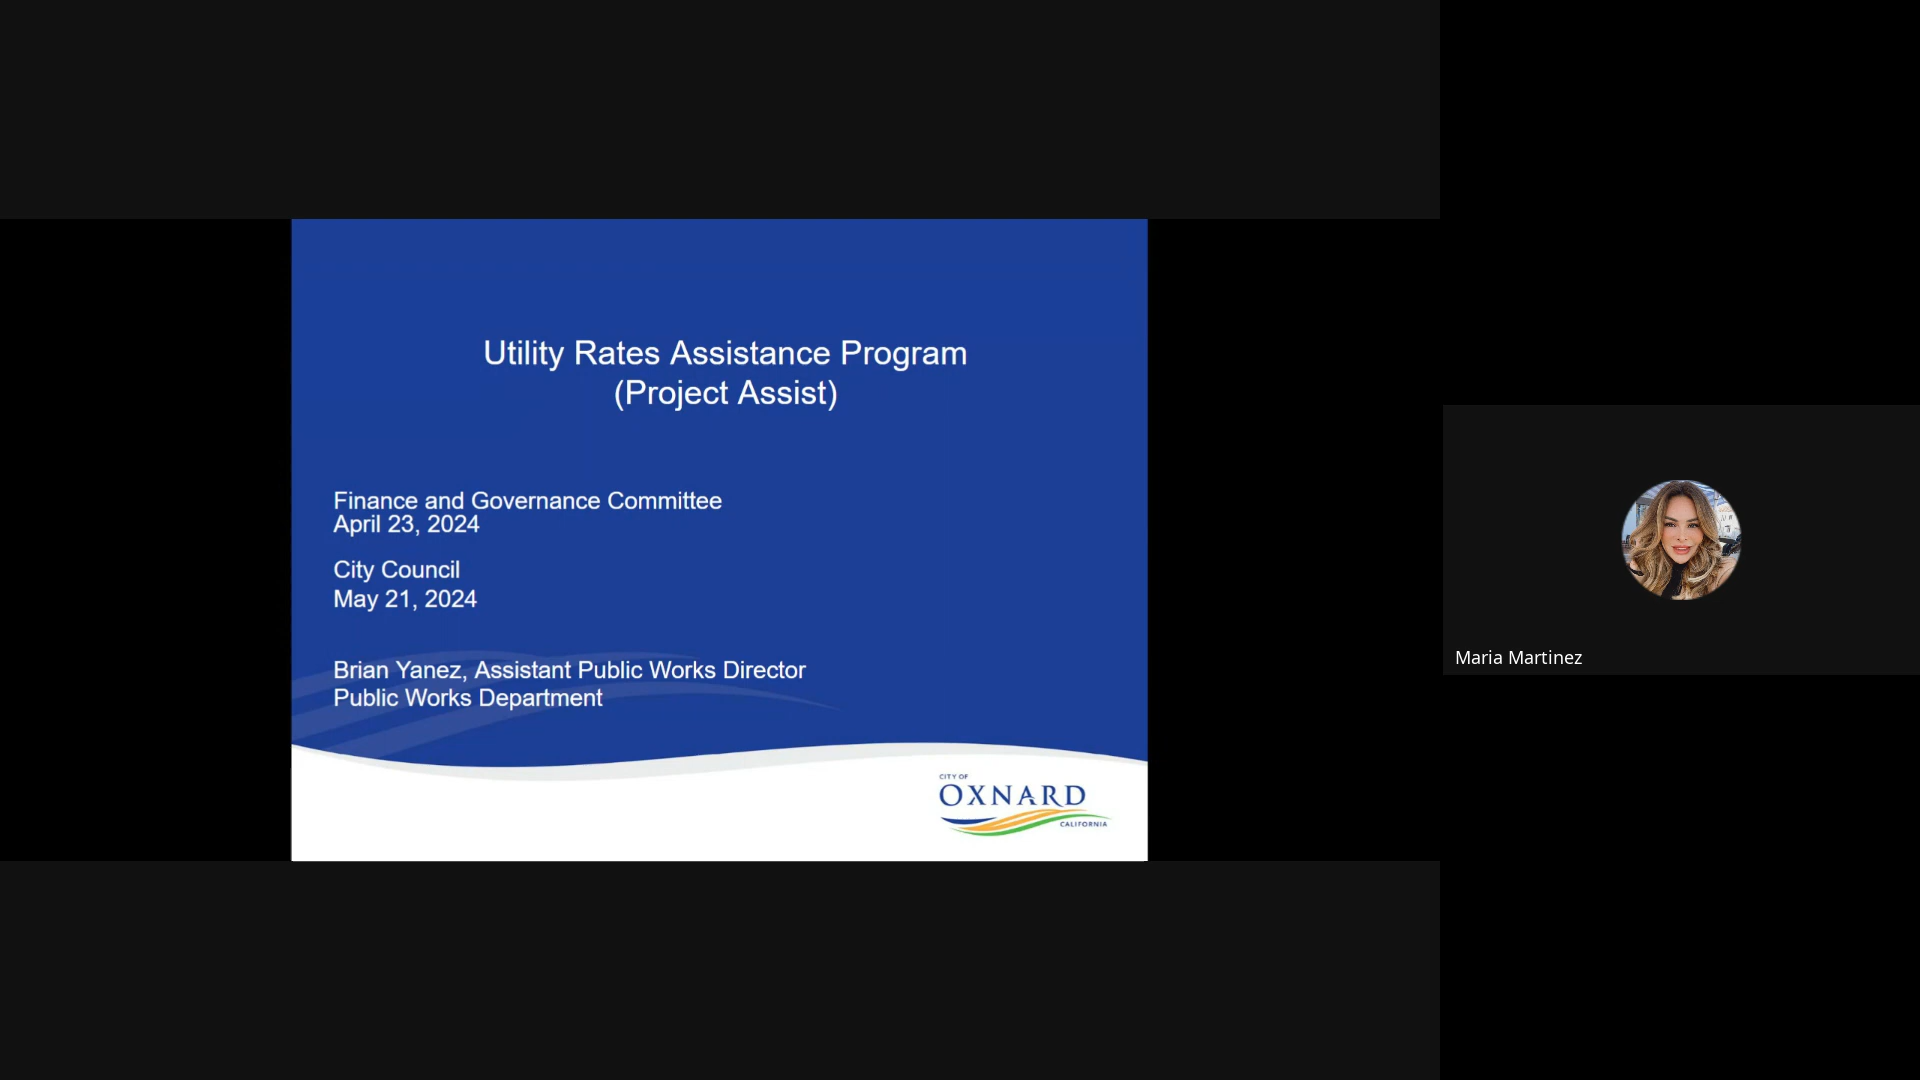 Utility Rates Assistance Program
(Project Assist)
Finance and Governance Committee
April 23, 2024
City Council
May 21, 2024
Brian Yanez, Assistant Public Works Director
Public Works Department
CITY OF
OXNARD
CALIFORNIA
Maria Martinez